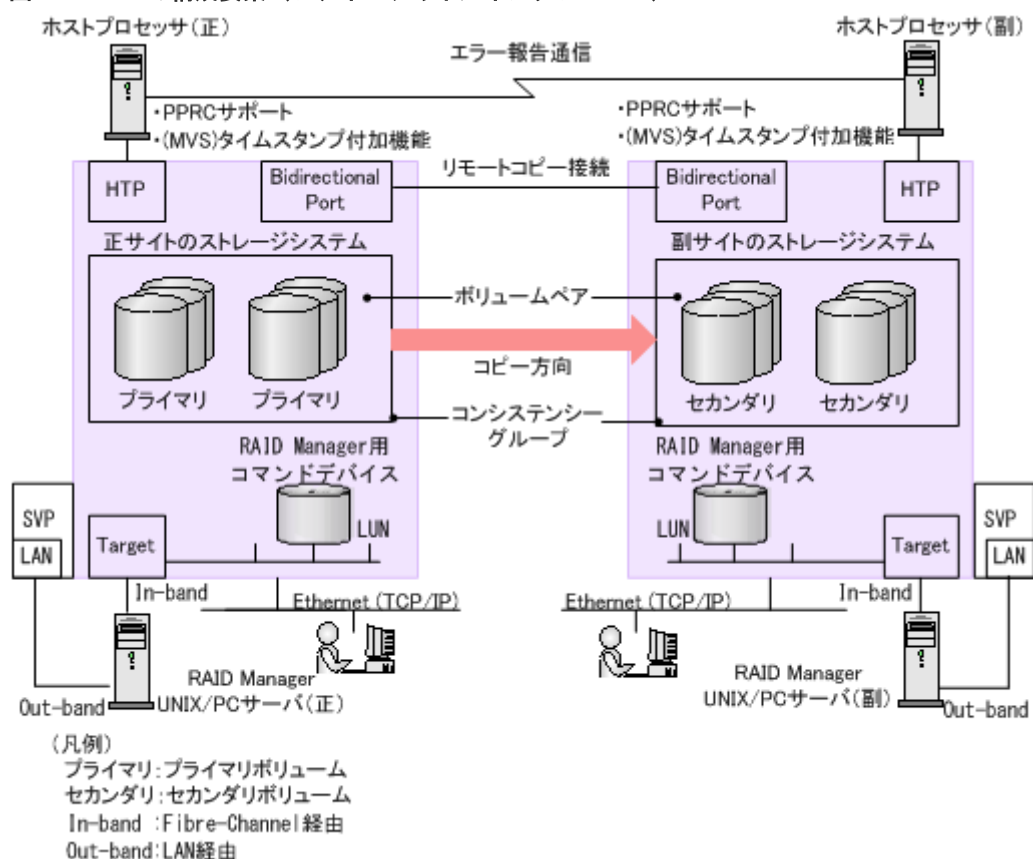 ホストプロセッサ(正)
ホストプロセッサ(副)
エラー報告通信
・PPRCサポート
・(MVS)タイムスタンプ付加機能
・PPRCサポート
・(MVS)タイムスタンプ付加機能
HTP
Bidirectional
Port
リモートコピー接続
Bidirectional
Port
HTP
正サイトのストレージシステム
副サイトのストレージシステム
ボリュームペア
プライマリ
プライマリ
コピー方向
セカンダリ
セカンダリ
コンシステンシー
グループ
RAID Manager用
コマンドデバイス
RAID Manager用
コマンドデバイス
SVP
LAN
Target
LUN
LUN
Target
SVP
LAN
In-band
Ethernet (TCP/IP)
Ethernet (TCP/IP)
In-band
RAID Manager
UNIX/PCサーバ(正)
Out-band
RAID Manager
UNIX/PCサーバ(副)
Out-band
(凡例)
プライマリ:プライマリボリューム
セカンダリ:セカンダリボリューム
In-band :Fibre-Channel経由
Out-band:LAN経由